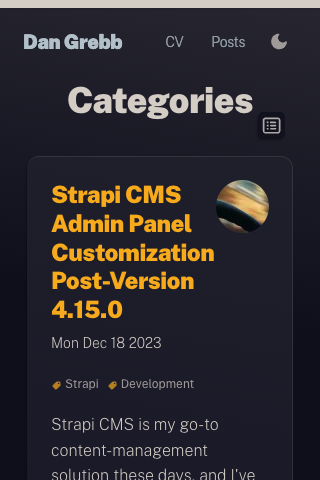 Dan Grebb CV Posts
Categories
Strapi CMS
Admin Panel
Customization
Post-Version
4.15.0
Mon Dec 18 2023
Strapi Development
Strapi CMS is my go-to
content-management
solution these days, and I've